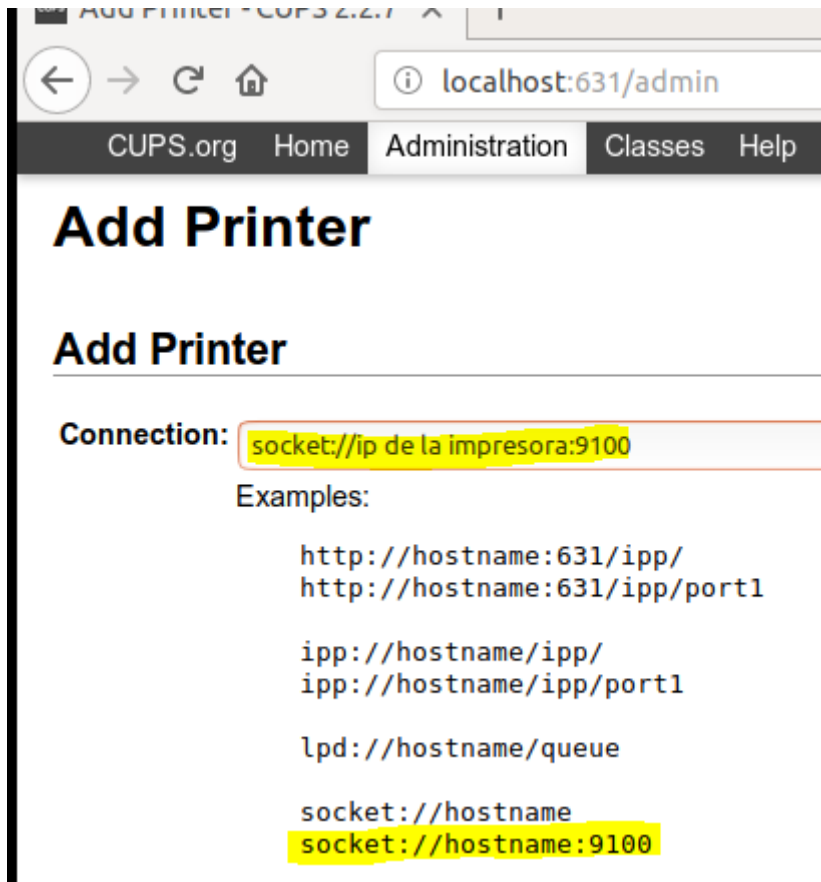 Add Printer - CUPS 2.2.7
localhost:631/admin
CUPS.org Home Administration Classes Help
Add Printer
Add Printer
Connection: socket://ip de la impresora:9100
Examples:
http://hostname:631/ipp/
http://hostname:631/ipp/port1
ipp://hostname/ipp/
ipp://hostname/ipp/port1
lpd://hostname/queue
socket://hostname
socket://hostname:9100